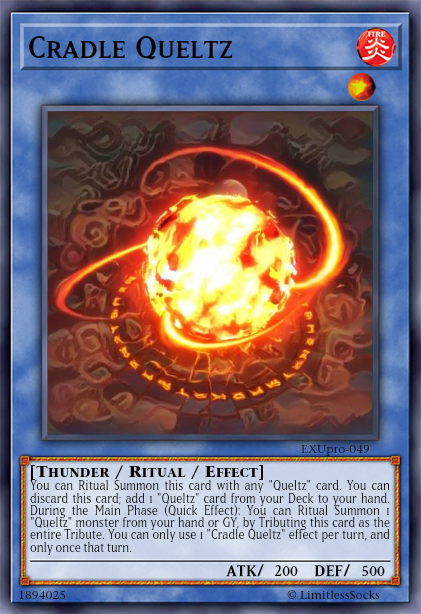 Cradle Queltz
FIRE
炎
EXUpro-049
[Thunder / Ritual / Effect]
You can Ritual Summon this card with any "Queltz" card. You can
discard this card; add 1 "Queltz" card from your Deck to your hand.
During the Main Phase (Quick Effect): You can Ritual Summon 1
"Queltz" monster from your hand or GY, by Tributing this card as the
entire Tribute. You can only use 1 "Cradle Queltz" effect per turn, and
only once that turn.
ATK/ 200 DEF/ 500
1894025 © LimitlessSocks